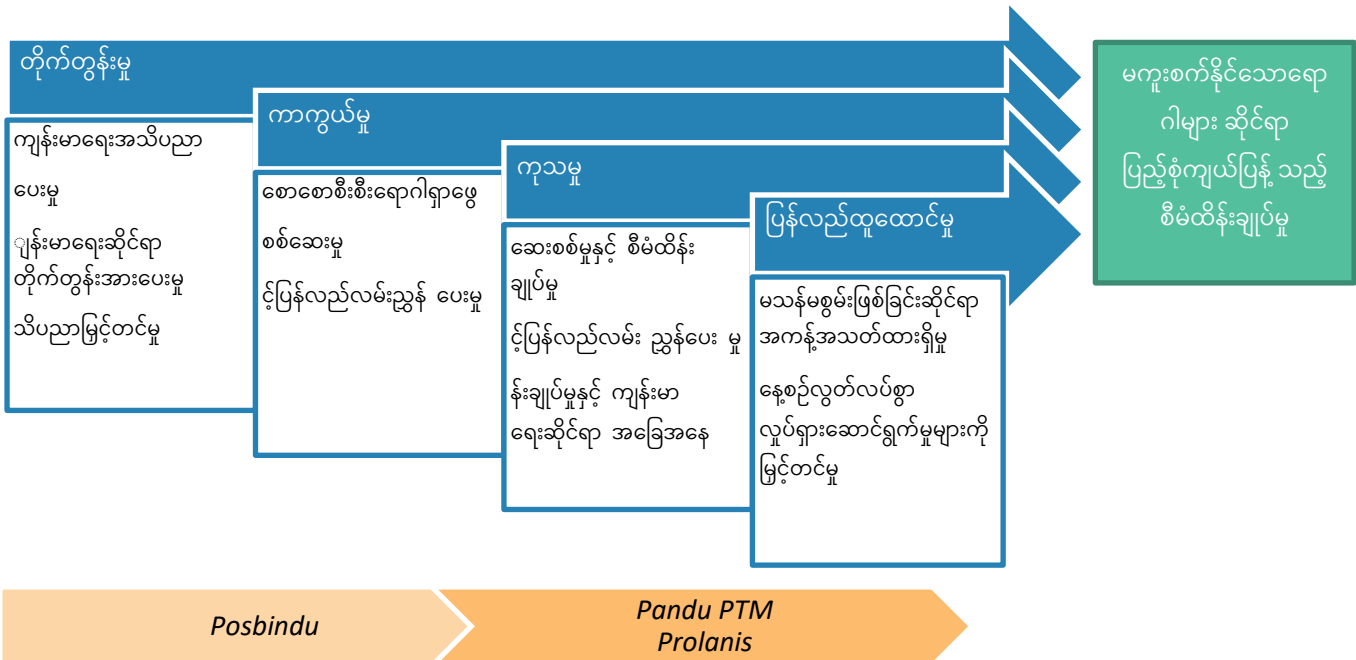 တိုက်တွန်းမှု
ကျန်းမာရေးအသိပညာ
ပေးမှု
ျန်းမာရေးဆိုင်ရာ
တိုက်တွန်းအားပေးမှု
သိပညာမြှင့်တင်မှု
ကာကွယ်မှု
စောစောစီးစီးရောဂါရှာဖွေ
စစ်ဆေးမှု
င့်ပြန်လည်လမ်းညွှန် ပေးမှု
ကုသမှု
ဆေးစစ်မှုနှင့် စီမံထိန်း
ချုပ်မှု
င့်ပြန်လည်လမ်း ညွှန်ပေး မှု
န်းချုပ်မှုနှင့် ကျန်းမာ
ရေးဆိုင်ရာ အခြေအနေ
ပြန်လည်ထူထောင်မှု
မသန်မစွမ်းဖြစ်ခြင်းဆိုင်ရာ
အကန့်အသတ်ထားရှိမှု
နေ့စဉ်လွတ်လပ်စွာ
လှုပ်ရှားဆောင်ရွက်မှုများကို
မြှင့်တင်မှု
မကူးစက်နိုင်သောရော
ဂါများ ဆိုင်ရာ
ပြည့်စုံကျယ်ပြန့် သည့်
စီမံထိန်းချုပ်မှု
Posbindu
Pandu PTM
Prolanis